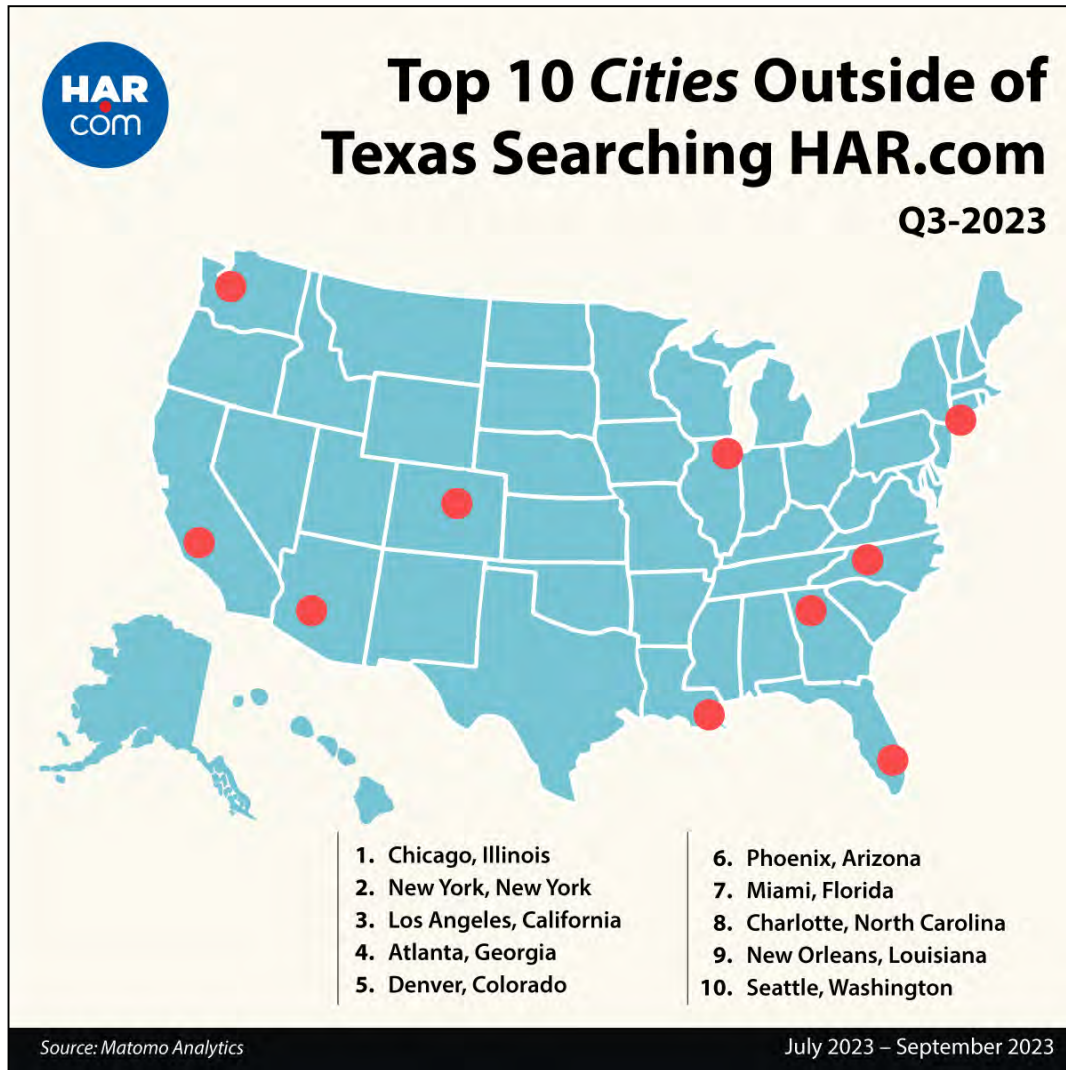 HAR
com
Top 10 Cities Outside of
Texas Searching HAR.com
Q3-2023
1. Chicago, Illinois
2. New York, New York
3. Los Angeles, California
4. Atlanta, Georgia
5. Denver, Colorado
6. Phoenix, Arizona
7. Miami, Florida
8. Charlotte, North Carolina
9. New Orleans, Louisiana
10. Seattle, Washington
Source: Matomo Analytics
July 2023 – September 2023